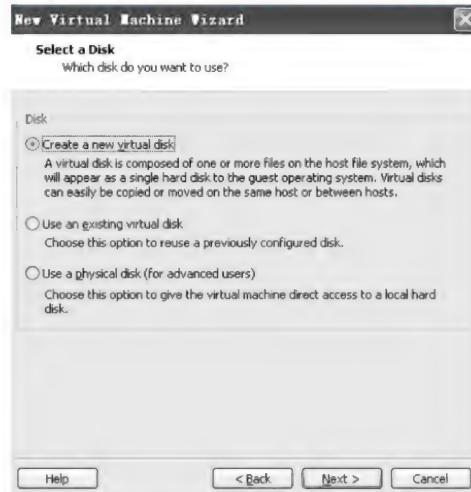 New Virtual Machine Wizard
Select a Disk
Which disk do you want to use?
Disk
Create a new virtual disk
A virtual disk is composed of one or more files on the host file system, which
will appear as a single hard disk to the guest operating system. Virtual disks
can easily be copied or moved on the same host or between hosts.
Use an existing virtual disk
Choose this option to reuse a previously configured disk.
Use a physical disk (for advanced users)
Choose this option to give the virtual machine direct access to a local hard
disk.
Help
< Back
Next >
Cancel